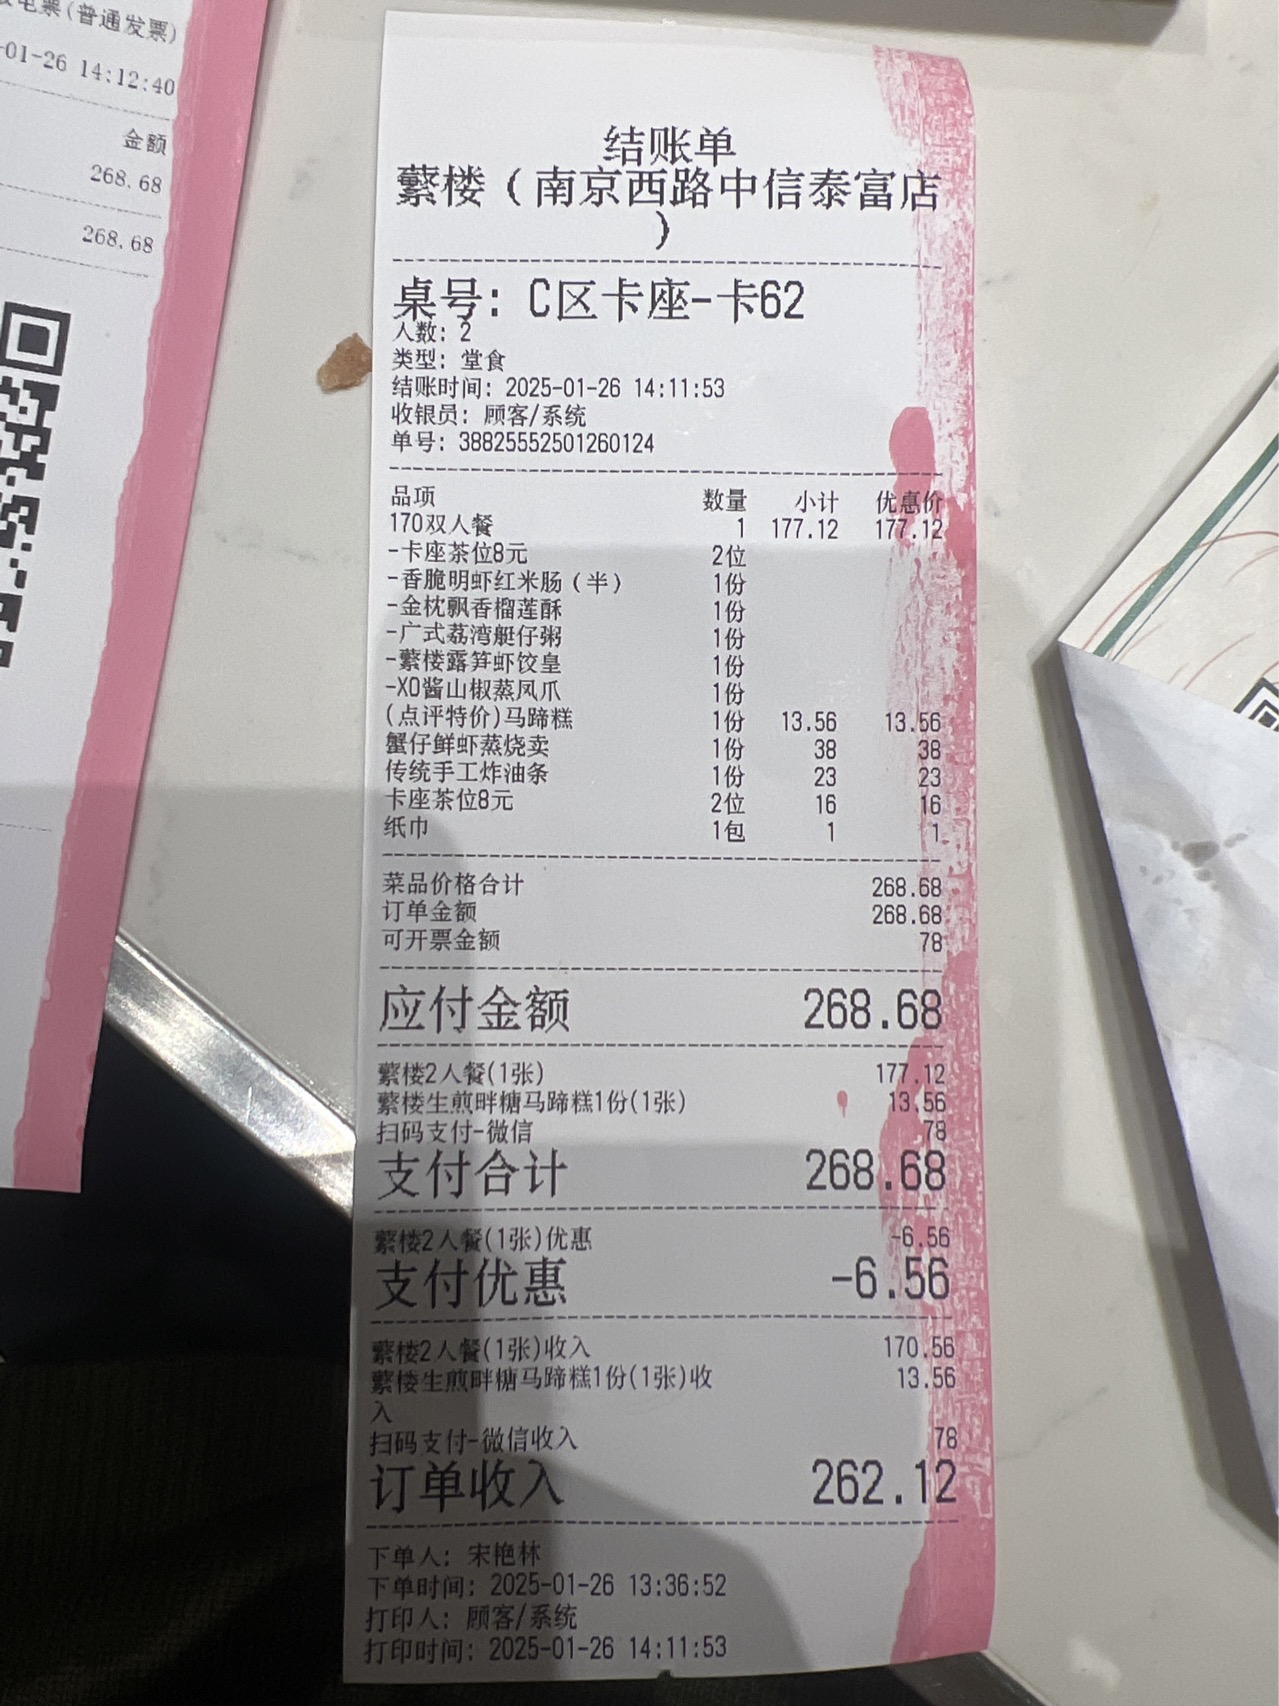 电票(普通发票)
-01-26 14:12:40
金额
268.68
268.68
结账单
蘩楼（南京西路中信泰富店
）
桌号: C区卡座-卡62
人数: 2
类型: 堂食
结账时间: 2025-01-26 14:11:53
收银员: 顾客/系统
单号: 38825552501260124
品项 数量 小计 优惠价
170双人餐 1 177.12 177.12
-卡座茶位8元 2位
-香脆明虾红米肠（半） 1份
-金枕飘香榴莲酥 1份
-广式荔湾艇仔粥 1份
-蘩楼露笋虾饺皇 1份
-XO酱山椒蒸凤爪 1份
(点评特价)马蹄糕 1份 13.56 13.56
蟹仔鲜虾蒸烧卖 1份 38 38
传统手工炸油条 1份 23 23
卡座茶位8元 2位 16 16
纸巾 1包 1 1
菜品价格合计 268.68
订单金额 268.68
可开票金额 78
应付金额 268.68
蘩楼2人餐(1张) 177.12
蘩楼生煎畔糖马蹄糕1份(1张) 13.56
扫码支付-微信 78
支付合计 268.68
蘩楼2人餐(1张)优惠 -6.56
支付优惠 -6.56
蘩楼2人餐(1张)收入 170.56
蘩楼生煎畔糖马蹄糕1份(1张)收 13.56
入
扫码支付-微信收入 78
订单收入 262.12
下单人: 宋艳林
下单时间: 2025-01-26 13:36:52
打印人: 顾客/系统
打印时间: 2025-01-26 14:11:53